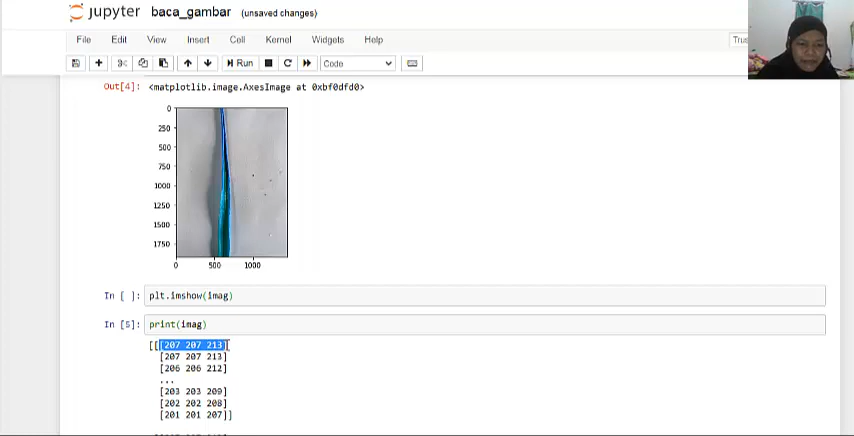 jupyter baca_gambar (unsaved changes)
File Edit View Insert Cell Kernel Widgets Help
Run Code
Out[4]: <matplotlib.image.AxesImage at 0xbf0dfd0>
0
250
500
750
1000
1250
1500
1750
0 500 1000
In [ ]: plt.imshow(imag)
In [5]: print(imag)
[[[207 207 213]
[207 207 213]
[206 206 212]
...
[203 203 209]
[202 202 208]
[201 201 207]]